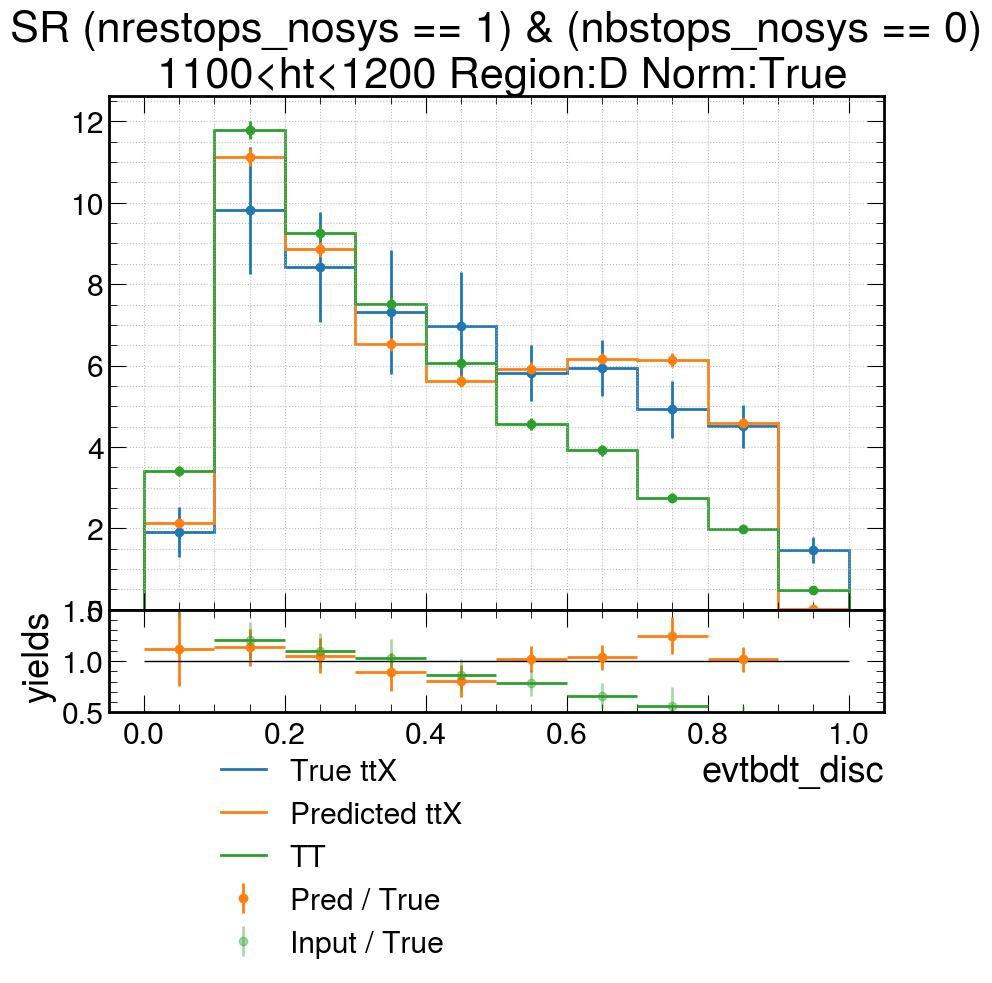 SR (nrestops_nosys == 1) & (nbstops_nosys == 0)
1100<ht<1200 Region:D Norm:True
12
10
8
6
4
2
yields
1.0
0.5
0.0 0.2 0.4 0.6 0.8 1.0
evtbdt_disc
True ttX
Predicted ttX
TT
Pred / True
Input / True